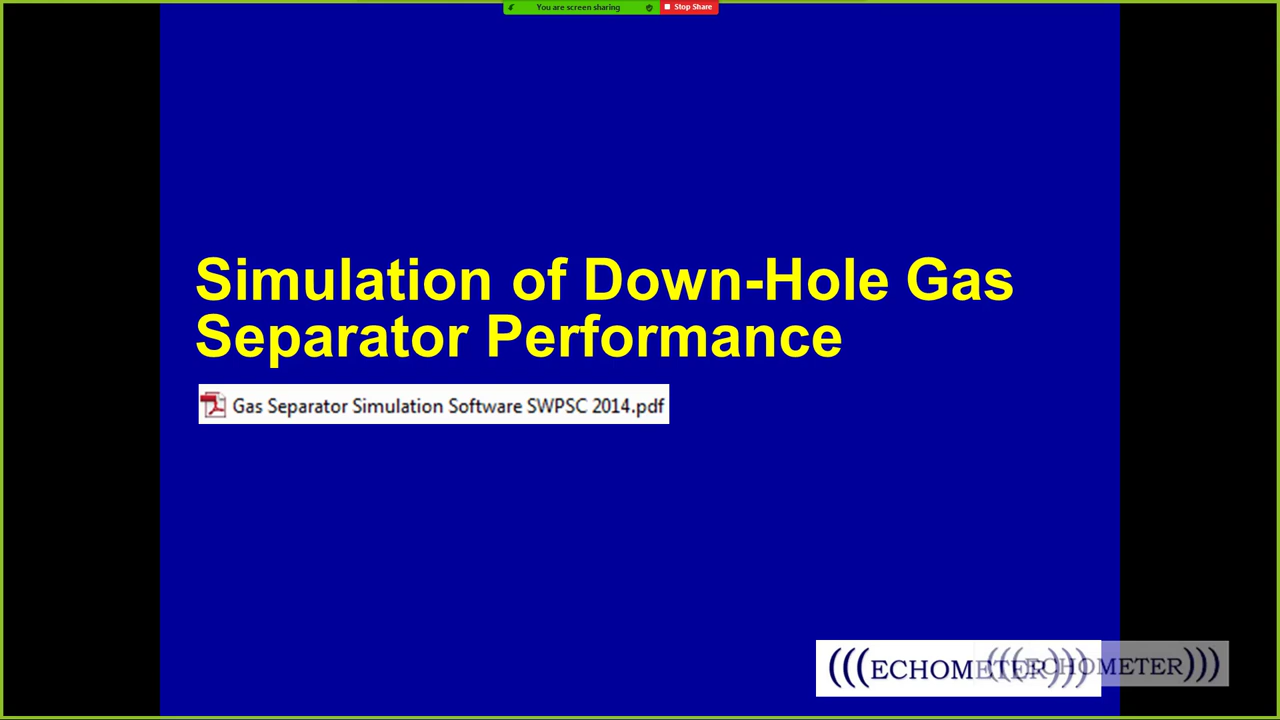 You are screen sharing
Stop Share
Simulation of Down-Hole Gas
Separator Performance
Gas Separator Simulation Software SWPSC 2014.pdf
(((ECHOMETER)))
(((ECHOMETER)))